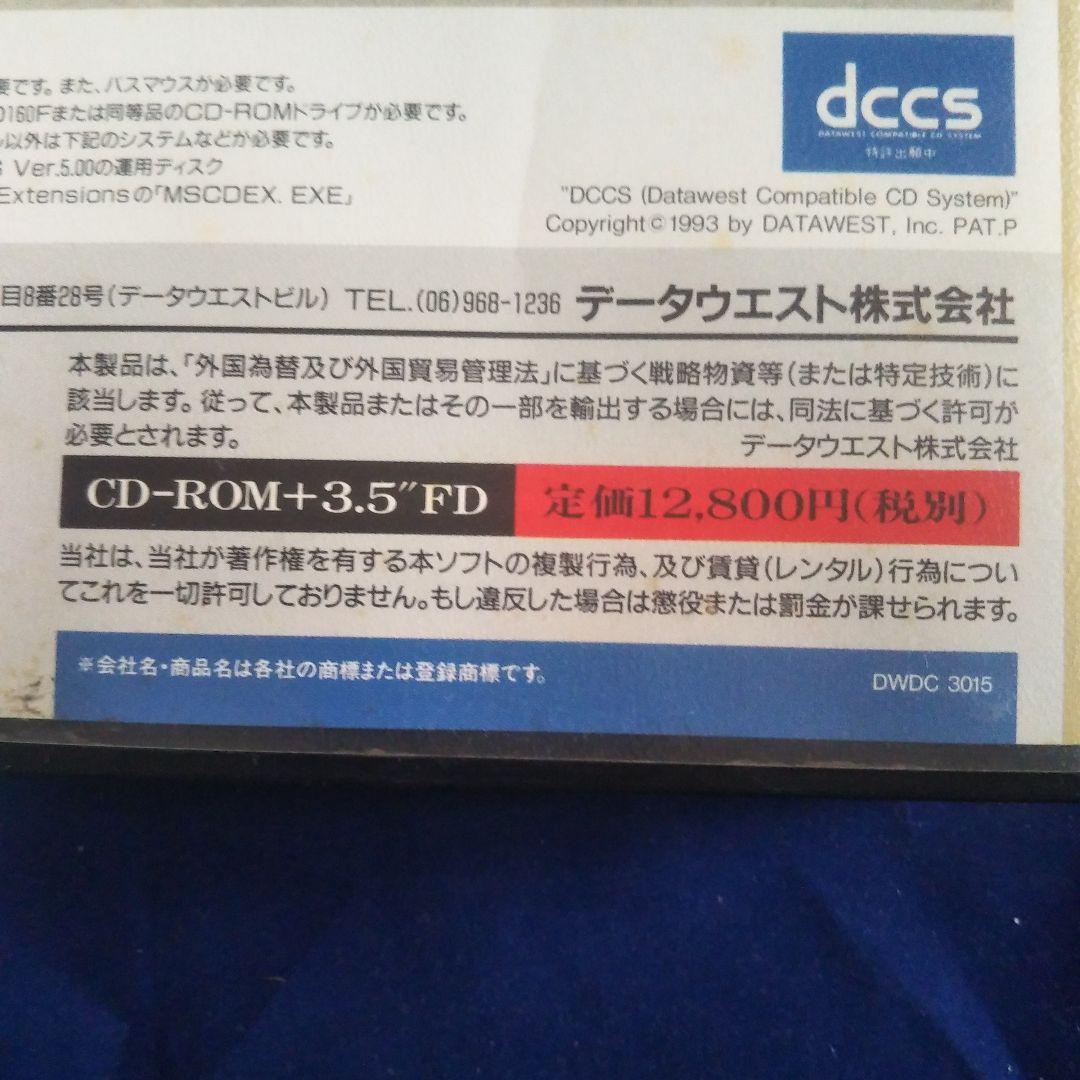 要です。また、バスマウスが必要です。
D160Fまたは同等品のCD-ROMドライブが必要です。
以外は下記のシステムなどが必要です。
Ver.5.00の運用ディスク
Extensionsの「MSCDEX. EXE」
dccs
DATAWEST COMPATIBLE CD SYSTEM
特許出願中
"DCCS (Datawest Compatible CD System)"
Copyright©1993 by DATAWEST, Inc. PAT.P
目8番28号(データウエストビル) TEL.(06)968-1236 データウエスト株式会社
本製品は、「外国為替及び外国貿易管理法」に基づく戦略物資等(または特定技術)に
該当します。従って、本製品またはその一部を輸出する場合には、同法に基づく許可が
必要とされます。
データウエスト株式会社
CD-ROM+3.5″FD 定価12,800円(税別)
当社は、当社が著作権を有する本ソフトの複製行為、及び賃貸(レンタル)行為につい
てこれを一切許可しておりません。もし違反した場合は懲役または罰金が課せられます。
※会社名・商品名は各社の商標または登録商標です。
DWDC 3015